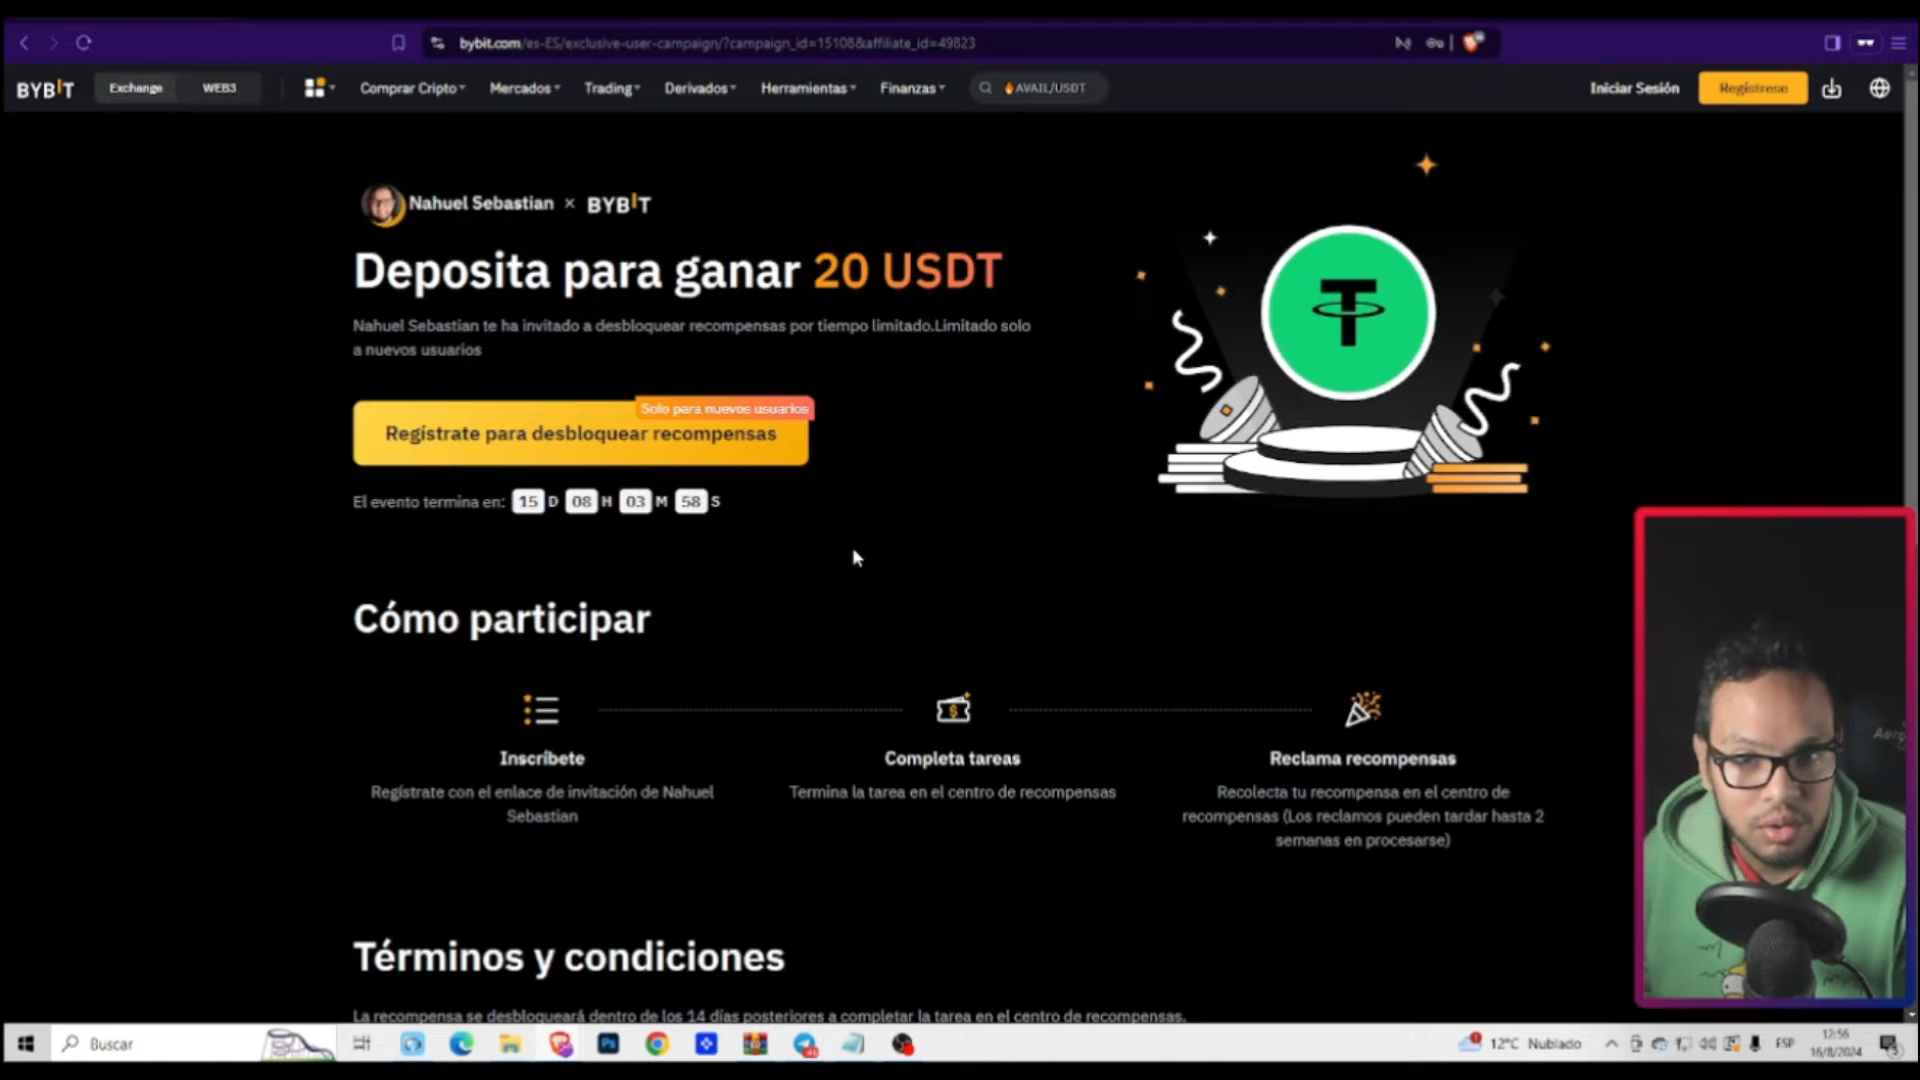 bybit.com/es-ES/exclusive-user-campaign/?campaign_id=15108&affiliate_id=49823
BYBIT
Exchange
WEB3
Comprar Cripto
Mercados
Trading
Derivados
Herramientas
Finanzas
AVAIL/USDT
Iniciar Sesión
Regístrese
Nahuel Sebastian × BYBIT
Deposita para ganar 20 USDT
Nahuel Sebastian te ha invitado a desbloquear recompensas por tiempo limitado.Limitado solo
a nuevos usuarios
Solo para nuevos usuarios
Regístrate para desbloquear recompensas
El evento termina en: 15 D 08 H 03 M 58 S
Cómo participar
Inscríbete
Regístrate con el enlace de invitación de Nahuel
Sebastian
Completa tareas
Termina la tarea en el centro de recompensas
Reclama recompensas
Recolecta tu recompensa en el centro de
recompensas (Los reclamos pueden tardar hasta 2
semanas en procesarse)
Términos y condiciones
La recompensa se desbloqueará dentro de los 14 días posteriores a completar la tarea en el centro de recompensas.
Buscar
Ps
12°C Nublado
ESP
12:56
16/8/2024